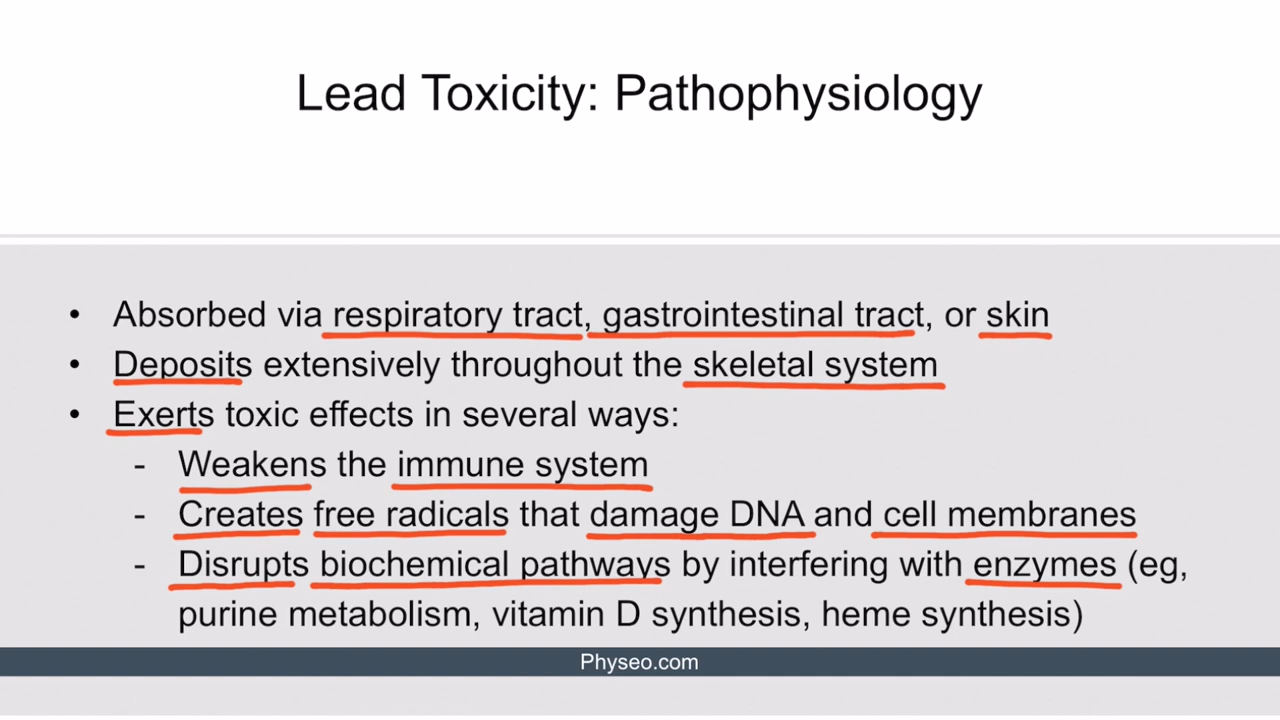 Lead Toxicity: Pathophysiology
• Absorbed via respiratory tract, gastrointestinal tract, or skin
• Deposits extensively throughout the skeletal system
• Exerts toxic effects in several ways:
- Weakens the immune system
- Creates free radicals that damage DNA and cell membranes
- Disrupts biochemical pathways by interfering with enzymes (eg,
purine metabolism, vitamin D synthesis, heme synthesis)
Physeo.com